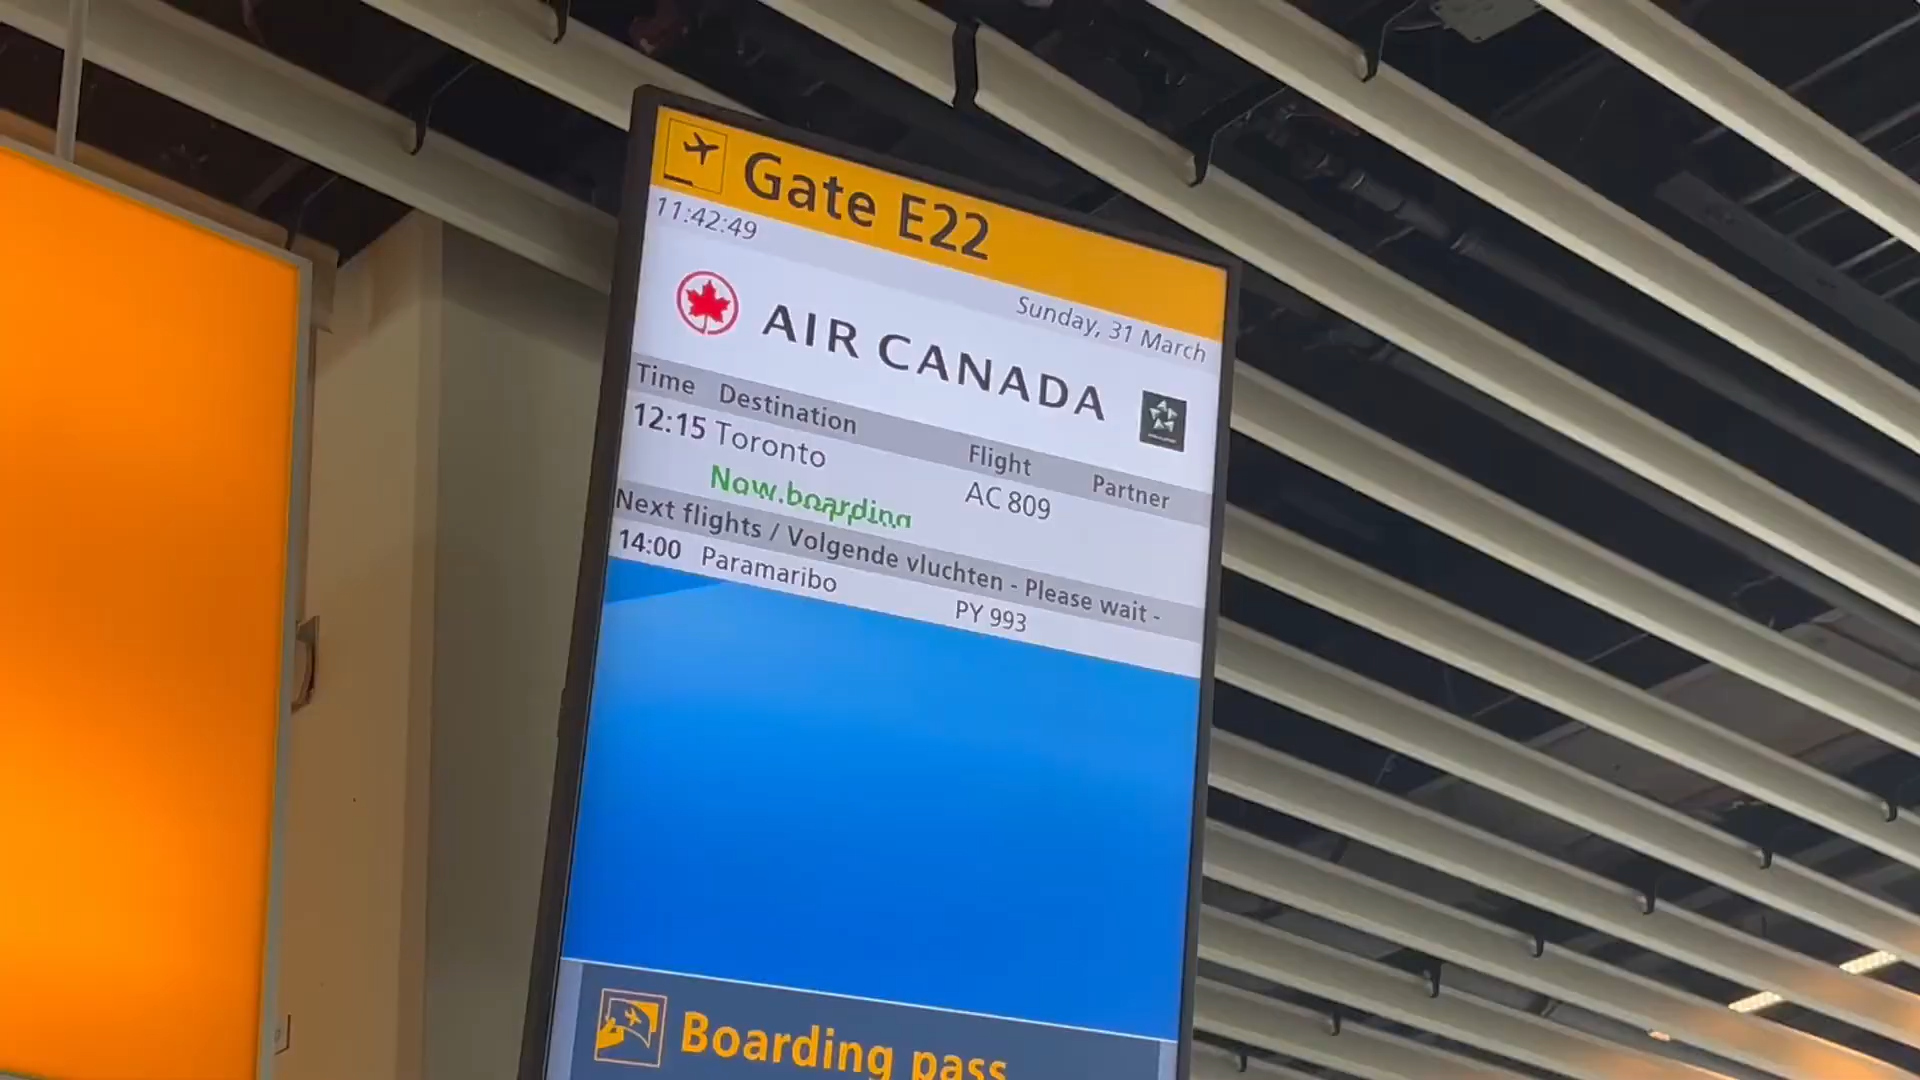 Gate E22
11:42:49
Sunday, 31 March
AIR CANADA
Time Destination Flight Partner
12:15 Toronto AC 809
Now boarding
Next flights / Volgende vluchten - Please wait -
14:00 Paramaribo PY 993
Boarding pass